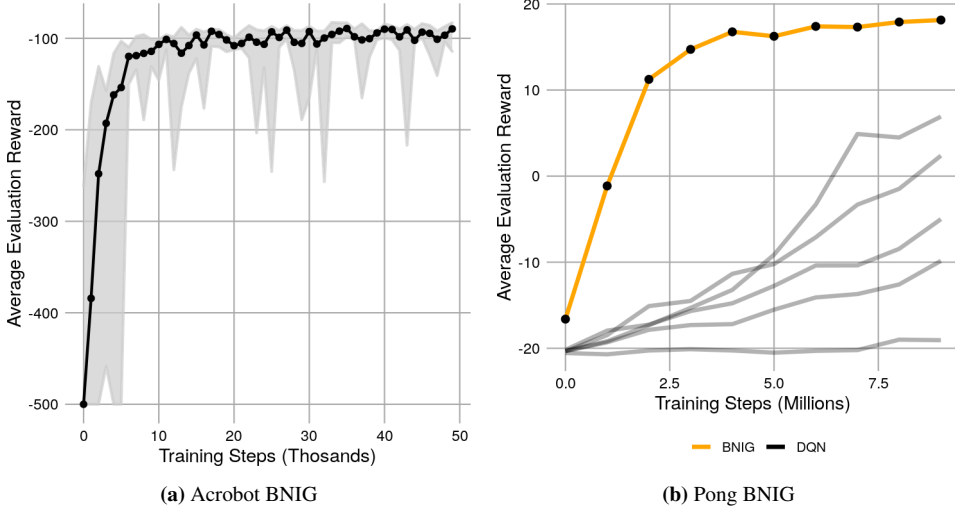 Average Evaluation Reward
-100
-200
-300
-400
-500
0
10
20
30
40
50
Training Steps (Thosands)
(a) Acrobot BNIG
Average Evaluation Reward
20
10
0
-10
-20
0.0
2.5
5.0
7.5
Training Steps (Millions)
BNIG
DQN
(b) Pong BNIG